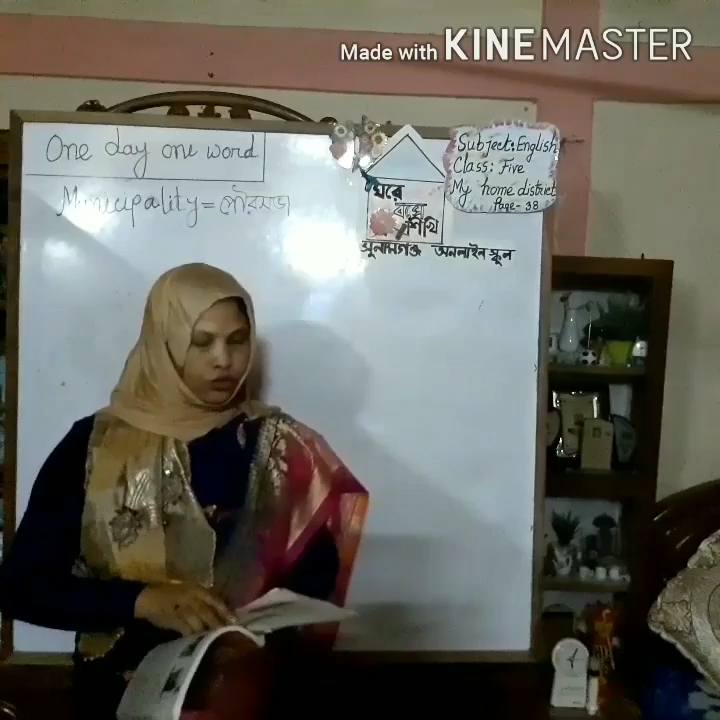 Made with KINEMASTER
One day one word
Municipality = পৌরসভা
ঘরে
বসে
শিখি
সুনামগঞ্জ অনলাইন স্কুল
Subject: English
Class: Five
My home district
Page- 38